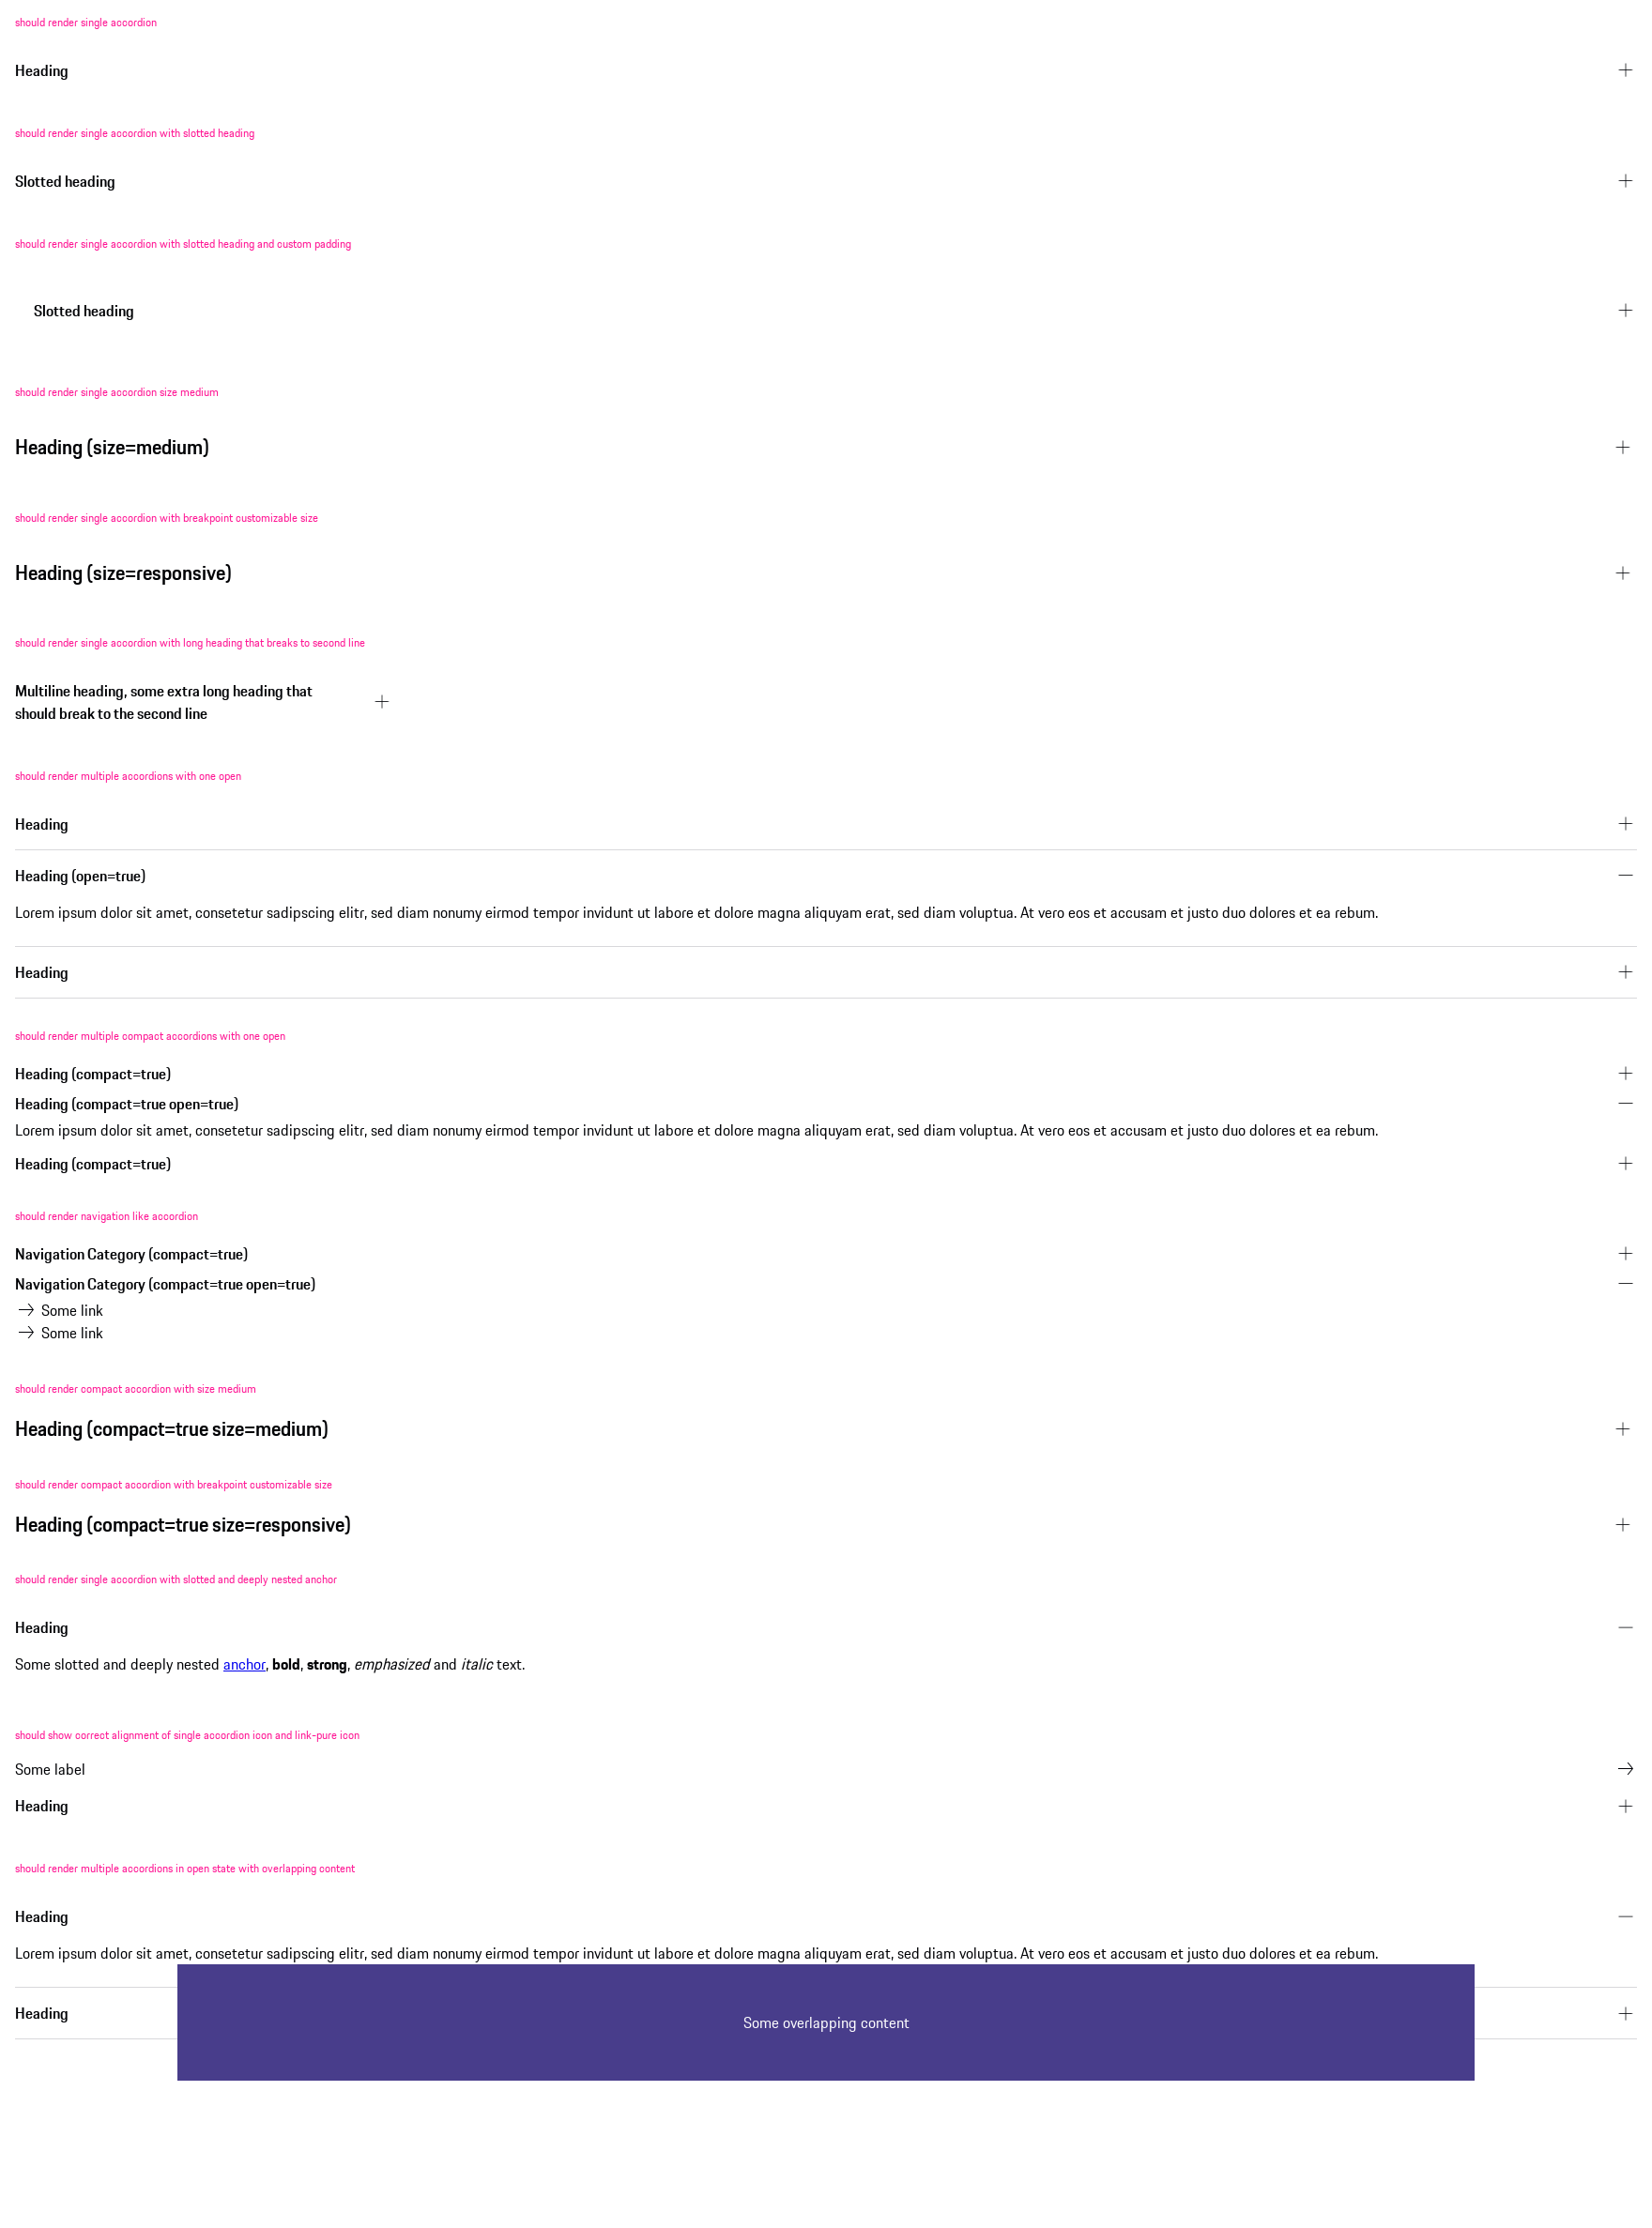 should render single accordion
Heading
should render single accordion with slotted heading
Slotted heading
should render single accordion with slotted heading and custom padding
Slotted heading
should render single accordion size medium
Heading (size=medium)
should render single accordion with breakpoint customizable size
Heading (size=responsive)
should render single accordion with long heading that breaks to second line
Multiline heading, some extra long heading that
should break to the second line
should render multiple accordions with one open
Heading
Heading (open=true)
Lorem ipsum dolor sit amet, consetetur sadipscing elitr, sed diam nonumy eirmod tempor invidunt ut labore et dolore magna aliquyam erat, sed diam voluptua. At vero eos et accusam et justo duo dolores et ea rebum.
Heading
should render multiple compact accordions with one open
Heading (compact=true)
Heading (compact=true open=true)
Lorem ipsum dolor sit amet, consetetur sadipscing elitr, sed diam nonumy eirmod tempor invidunt ut labore et dolore magna aliquyam erat, sed diam voluptua. At vero eos et accusam et justo duo dolores et ea rebum.
Heading (compact=true)
should render navigation like accordion
Navigation Category (compact=true)
Navigation Category (compact=true open=true)
Some link
Some link
should render compact accordion with size medium
Heading (compact=true size=medium)
should render compact accordion with breakpoint customizable size
Heading (compact=true size=responsive)
should render single accordion with slotted and deeply nested anchor
Heading
Some slotted and deeply nested anchor, bold, strong, emphasized and italic text.
should show correct alignment of single accordion icon and link-pure icon
Some label
Heading
should render multiple accordions in open state with overlapping content
Heading
Lorem ipsum dolor sit amet, consetetur sadipscing elitr, sed diam nonumy eirmod tempor invidunt ut labore et dolore magna aliquyam erat, sed diam voluptua. At vero eos et accusam et justo duo dolores et ea rebum.
Heading
Some overlapping content